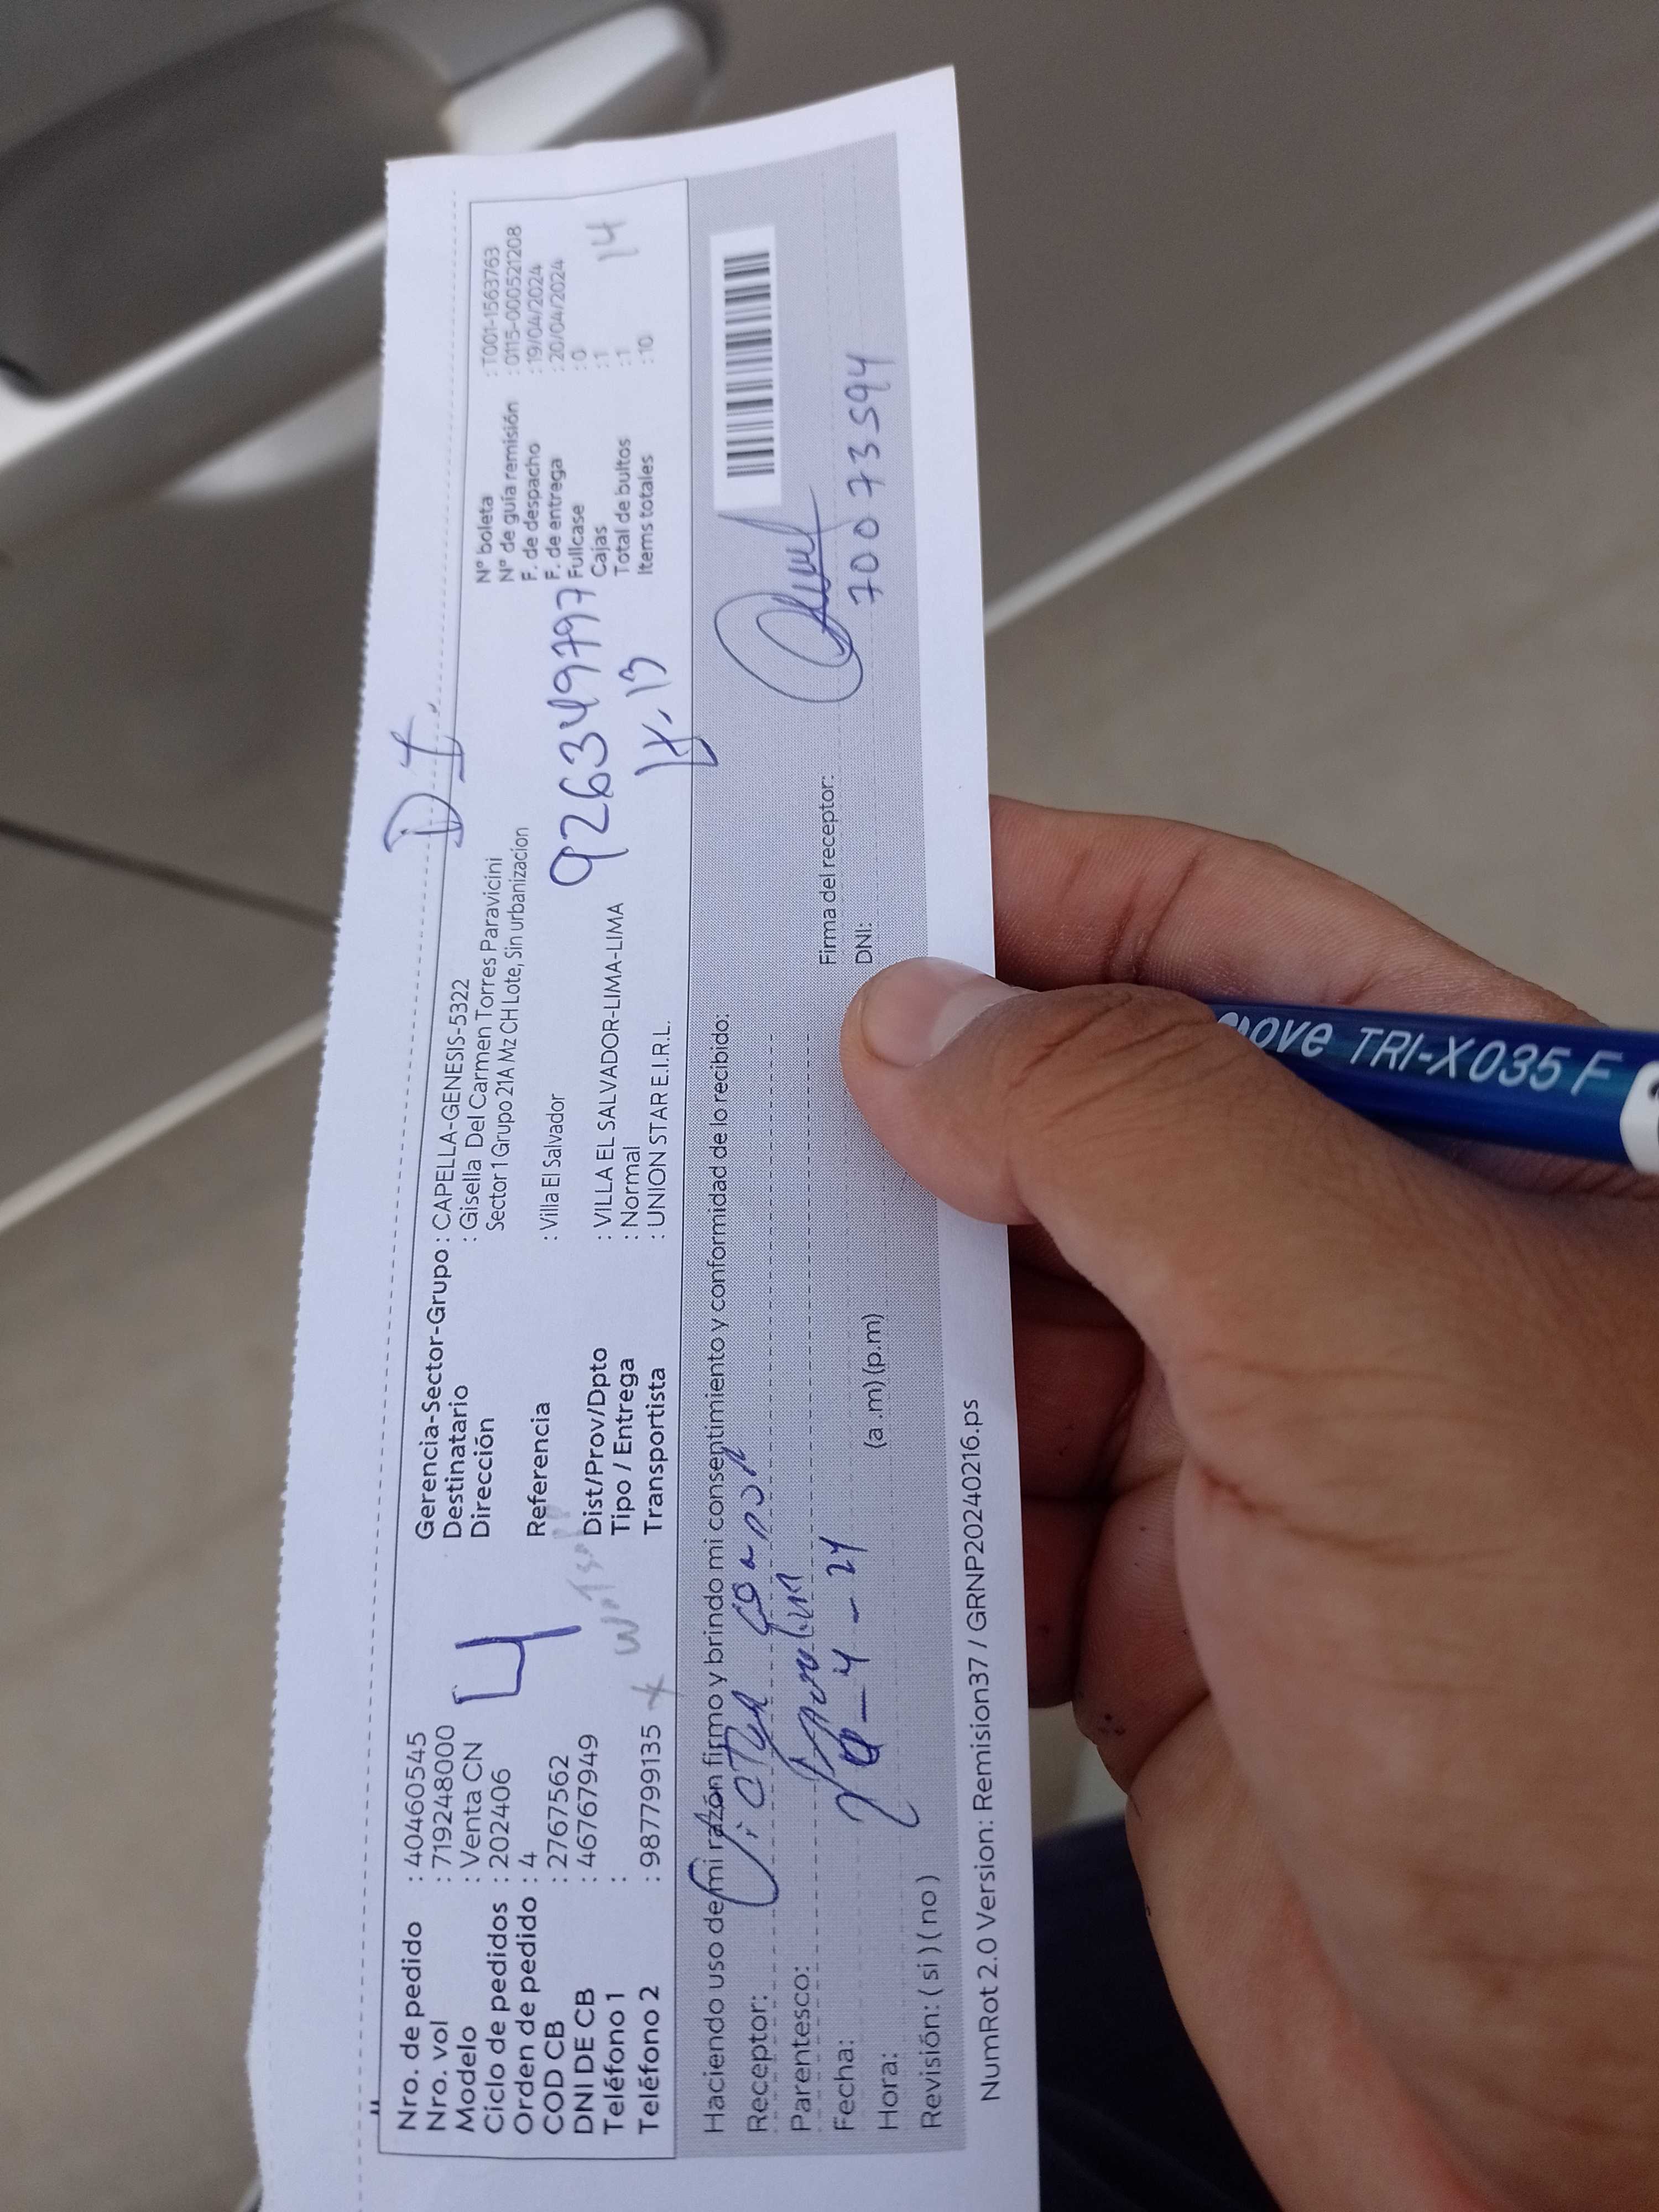 D
Nro. de pedido : 40460545
Nro. vol : 719248000
Modelo : Venta CN
Ciclo de pedidos : 202406
Orden de pedido : 4
COD CB : 2767562
DNI DE CB : 46767949
Teléfono 1 :
Teléfono 2 : 987799135
4
Gerencia-Sector-Grupo : CAPELLA-GENESIS-5322
Destinatario : Gisella Del Carmen Torres Paravicini
Dirección Sector 1 Grupo 21A Mz CH Lote, Sin urbanizacion
Referencia : Villa El Salvador
Dist/Prov/Dpto : VILLA EL SALVADOR-LIMA-LIMA
Tipo / Entrega : Normal
Transportista : UNION STAR E.I.R.L.
926349797
13
Nº boleta : T001-1563763
Nº de guía remisión : 0115-000521208
F. de despacho : 19/04/2024
F. de entrega : 20/04/2024
Fullcase : 0
Cajas : 1
Total de bultos : 1
Items totales : 10
14
Haciendo uso de mi razón firmo y brindo mi consentimiento y conformidad de lo recibido:
Receptor:
Parentesco:
Fecha: 20-4-24
Hora: (a.m) (p.m)
Revisión: ( si ) ( no )
Firma del receptor:
DNI: 70073594
NumRot 2.0 Version: Remision37 / GRNP20240216.ps
ove TRI-X 035 F